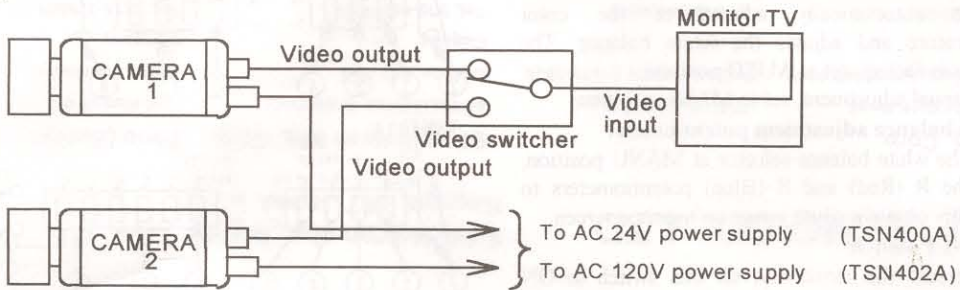 Monitor TV
Video output
CAMERA
1
Video
input
Video switcher
Video output
CAMERA
2
To AC 24V power supply (TSN400A)
To AC 120V power supply (TSN402A)